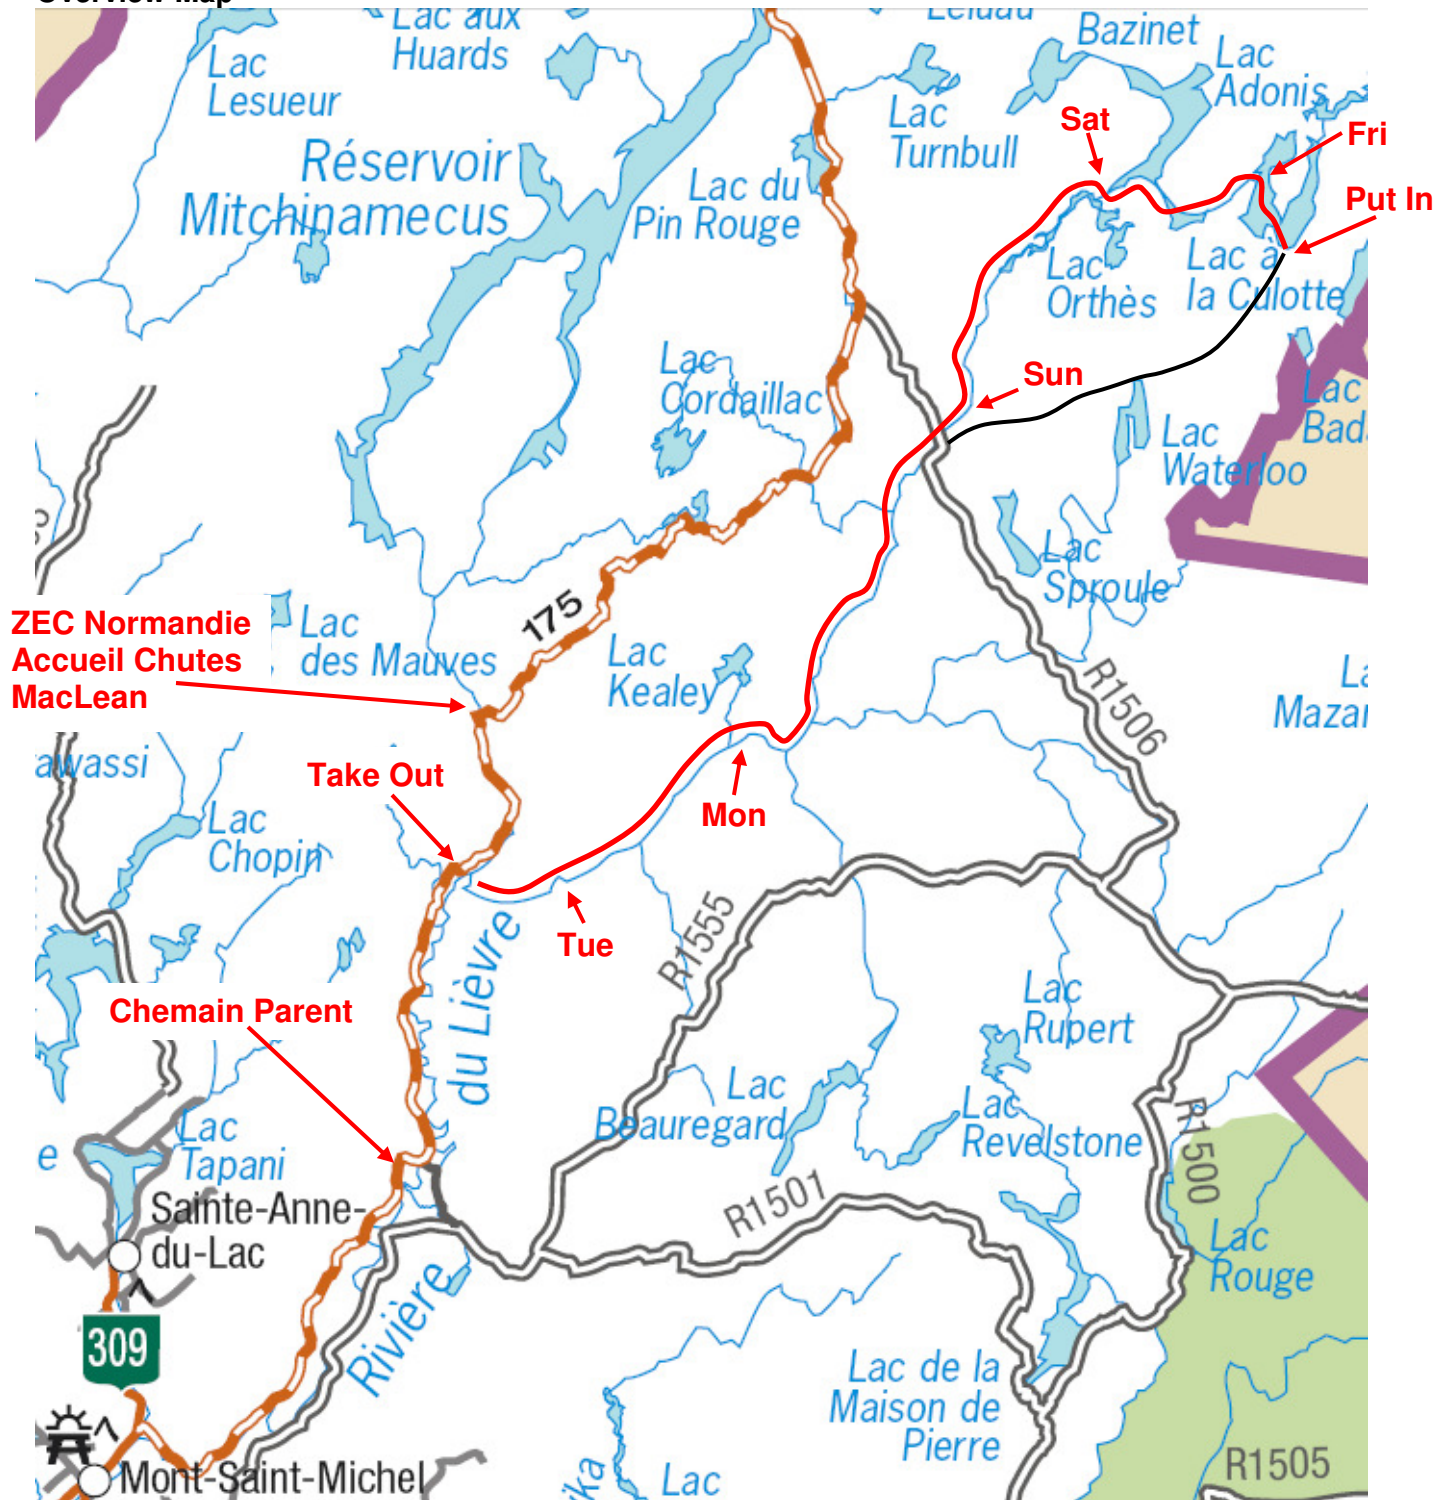 Overview Map
Lac aux
Huards
Lac
Lesueur
Bazinet
Lac
Adonis
Lac
Turnbull
Sat
Fri
Put In
Réservoir
Mitchinamecus
Lac du
Pin Rouge
Lac
Orthès
Lac à
la Culotte
Lac
Cordaillac
Sun
Lac
Lac
Waterloo
Lac
Sproule
175
ZEC Normandie
Accueil Chutes
MacLean
Lac
des Mauves
Lac
Kealey
R1506
awassi
Take Out
Mon
Lac
Chopin
Tue
R1555
du Lièvre
Chemain Parent
Lac
Rupert
Lac
Beauregard
Lac
Revelstone
Lac
Tapani
e
Sainte-Anne-
du-Lac
R1501
R1500
Lac
Rouge
309
Rivière
Lac de la
Maison de
Pierre
Mont-Saint-Michel
Lac
R1505